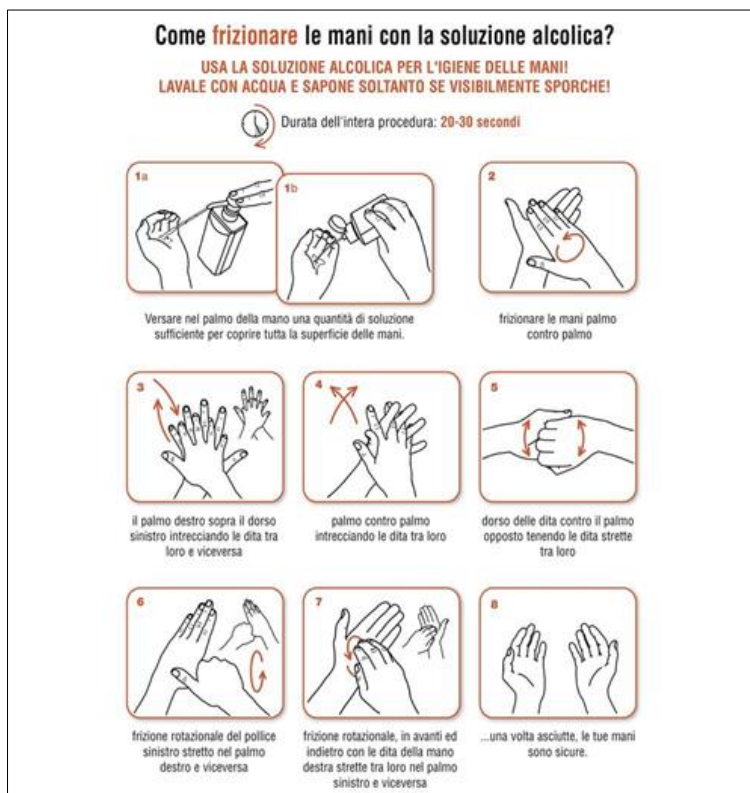 Come frizionare le mani con la soluzione alcolica?
USA LA SOLUZIONE ALCOLICA PER L'IGIENE DELLE MANI!
LAVALE CON ACQUA E SAPONE SOLTANTO SE VISIBILMENTE SPORCHE!
Durata dell'intera procedura: 20-30 secondi
1a
1b
Versare nel palmo della mano una quantità di soluzione
sufficiente per coprire tutta la superficie delle mani.
2
frizionare le mani palmo
contro palmo
3
il palmo destro sopra il dorso
sinistro intrecciando le dita tra
loro e viceversa
4
palmo contro palmo
intrecciando le dita tra loro
5
dorso delle dita contro il palmo
opposto tenendo le dita strette
tra loro
6
frizione rotazionale del pollice
sinistro stretto nel palmo
destro e viceversa
7
frizione rotazionale, in avanti ed
indietro con le dita della mano
destra strette tra loro nel palmo
sinistro e viceversa
8
...una volta asciutte, le tue mani
sono sicure.